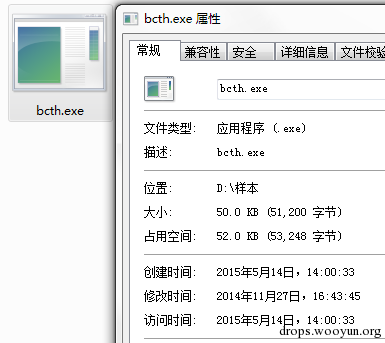 bcth.exe
bcth.exe 属性
常规 兼容性 安全 详细信息 文件校验
bcth.exe
文件类型: 应用程序 (.exe)
描述: bcth.exe
位置: D:\样本
大小: 50.0 KB (51,200 字节)
占用空间: 52.0 KB (53,248 字节)
创建时间: 2015年5月14日，14:00:33
修改时间: 2014年11月27日，16:43:45
访问时间: 2015年5月14日，14:00:33
drops.wooyun.org